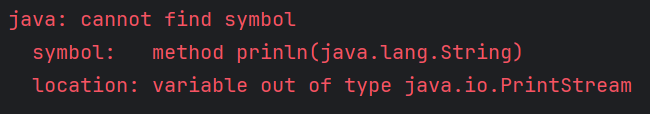 java: cannot find symbol
  symbol:   method prinln(java.lang.String)
  location: variable out of type java.io.PrintStream